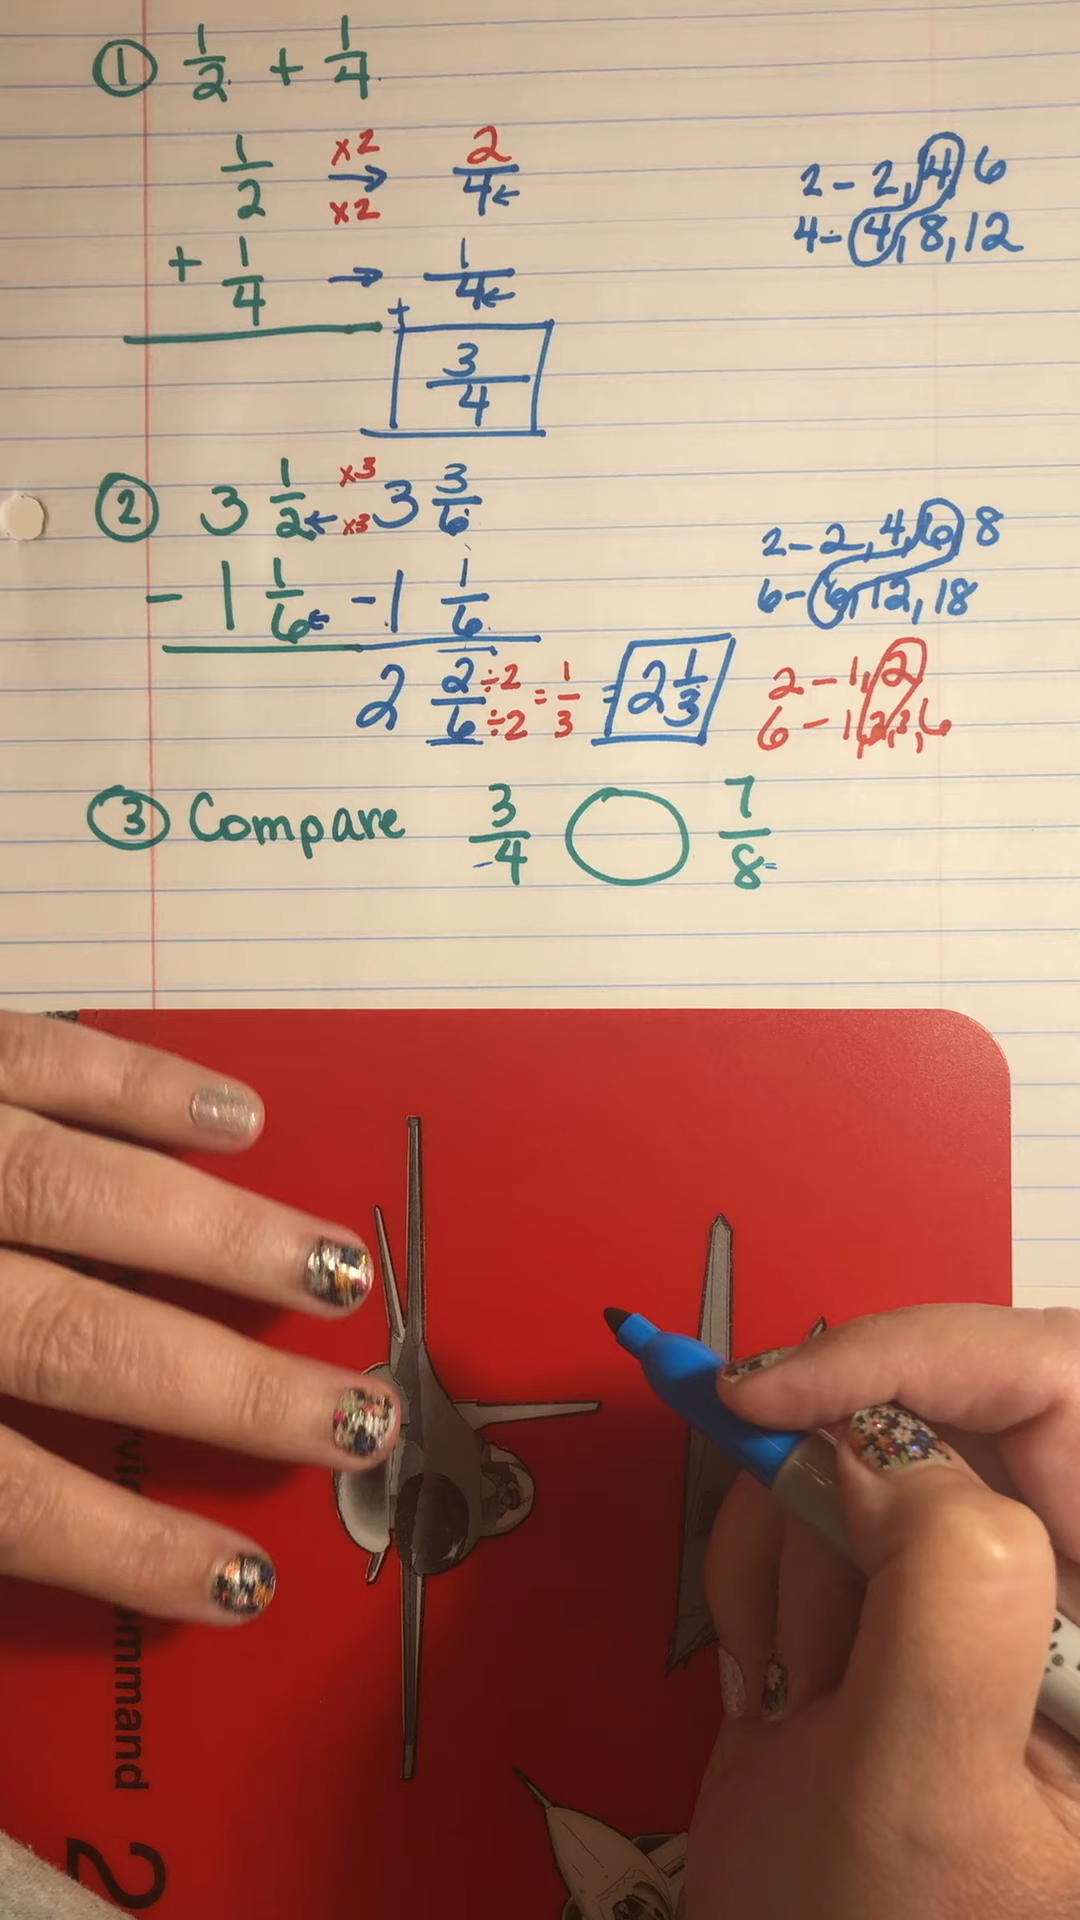 ① 1/2 + 1/4
1/2 ×2 → ×2 2/4 ←
2 - 2, 4, 6
4 - 4, 8, 12
+ 1/4 → + 1/4 ←
3/4
② 3 1/2 ← ×3 ×3 3 3/6
2 - 2, 4, 6, 8
- 1 1/6 ← - 1 1/6
6 - 6, 12, 18
2 2/6 ÷2 ÷2 = 1/3 = 2 1/3
2 - 1, 2
6 - 1, 2, 3, 6
③ Compare 3/4 ◯ 7/8
mmand
2